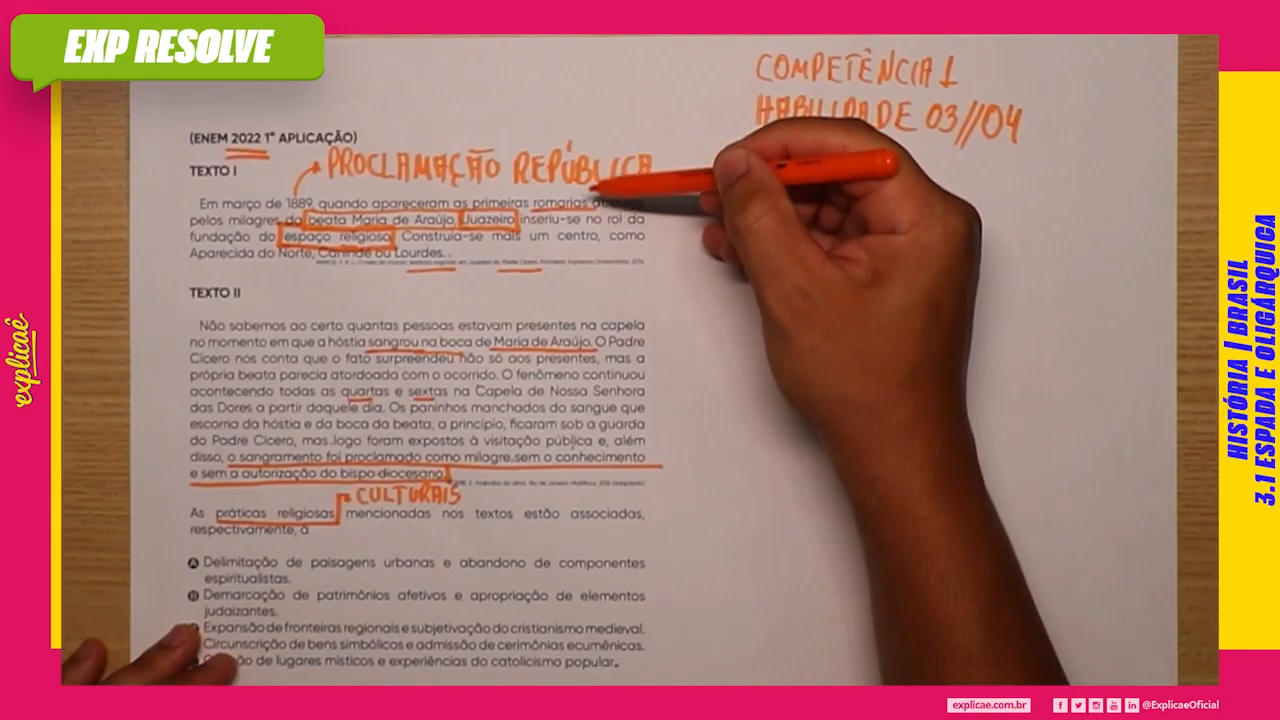 EXP RESOLVE
COMPETÊNCIA 1
HABILIDADE 03//04
(ENEM 2022 1ª APLICAÇÃO)
PROCLAMAÇÃO REPÚBLICA
TEXTO I
Em março de 1889, quando apareceram as primeiras romarias
pelos milagres da beata Maria de Araújo, Juazeiro inseriu-se no rol da
fundação do espaço religioso. Construía-se mais um centro, como
Aparecida do Norte, Canindé ou Lourdes.
TEXTO II
Não sabemos ao certo quantas pessoas estavam presentes na capela
no momento em que a hóstia sangrou na boca de Maria de Araújo. O Padre
Cícero nos conta que o fato surpreendeu não só aos presentes, mas a
própria beata parecia atordoada com o ocorrido. O fenômeno continuou
acontecendo todas as quartas e sextas na Capela de Nossa Senhora
das Dores a partir daquele dia. Os paninhos manchados do sangue que
escorria da hóstia e da boca da beata, a princípio, ficaram sob a guarda
do Padre Cícero, mas logo foram expostos à visitação pública e, além
disso, o sangramento foi proclamado como milagre sem o conhecimento
e sem a autorização do bispo diocesano.
CULTURAIS
As práticas religiosas mencionadas nos textos estão associadas,
respectivamente, à
A Delimitação de paisagens urbanas e abandono de componentes
espiritualistas.
B Demarcação de patrimônios afetivos e apropriação de elementos
judaizantes.
Expansão de fronteiras regionais e subjetivação do cristianismo medieval.
Circunscrição de bens simbólicos e admissão de cerimônias ecumênicas.
de lugares místicos e experiências do catolicismo popular.
explicaê
HISTÓRIA | BRASIL
3.1 ESPADA E OLIGÁRQUICA
explicae.com.br
@ExplicaeOficial